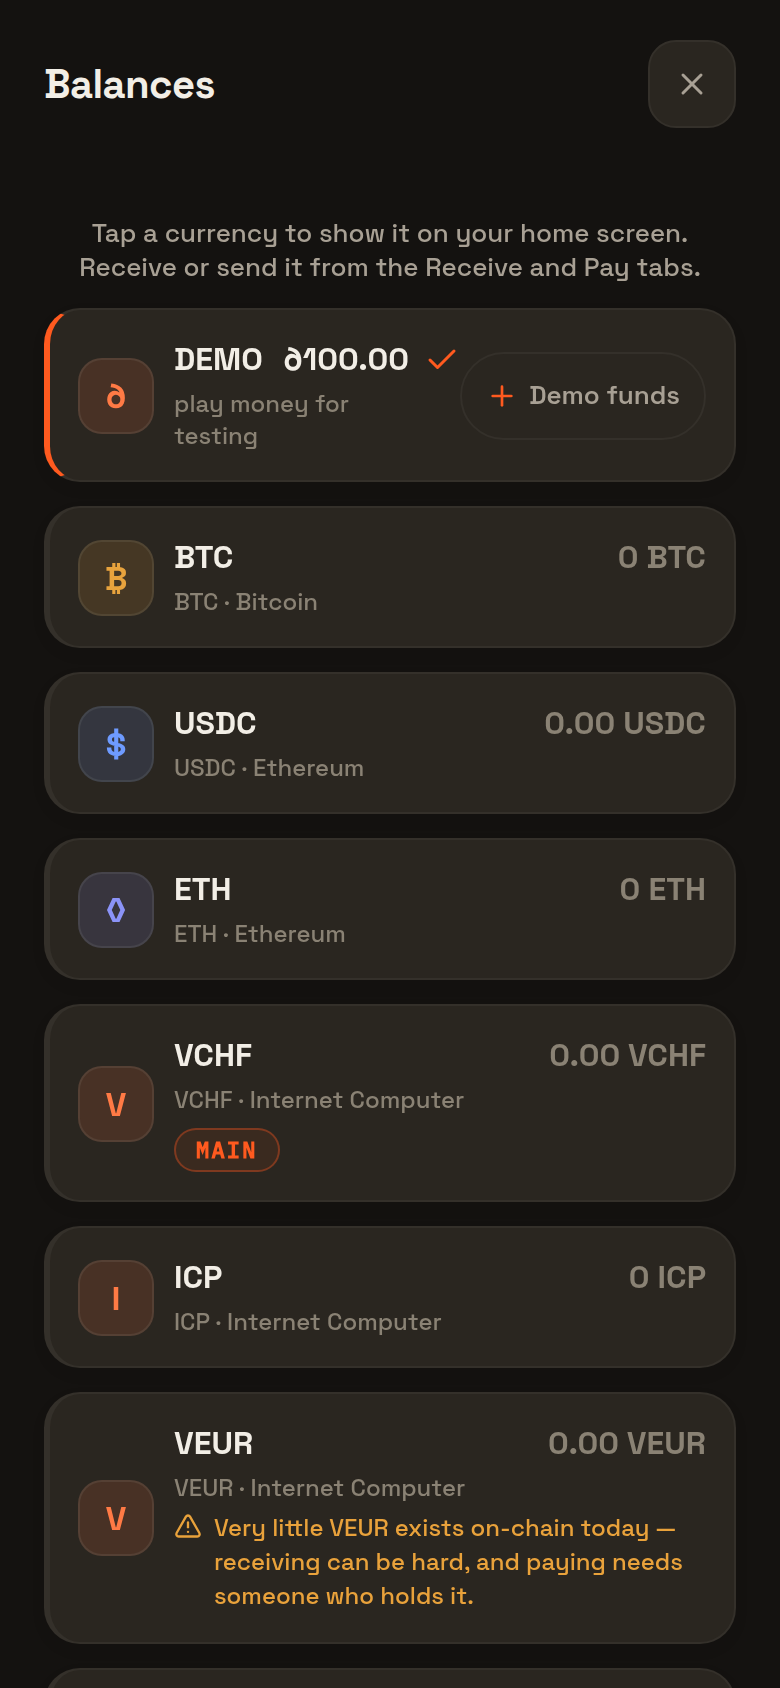 Balances
Tap a currency to show it on your home screen.
Receive or send it from the Receive and Pay tabs.
∂
DEMO ∂100.00
play money for
testing
Demo funds
₿
BTC
0 BTC
BTC · Bitcoin
$
USDC
0.00 USDC
USDC · Ethereum
ETH
0 ETH
ETH · Ethereum
V
VCHF
0.00 VCHF
VCHF · Internet Computer
MAIN
I
ICP
0 ICP
ICP · Internet Computer
V
VEUR
0.00 VEUR
VEUR · Internet Computer
Very little VEUR exists on-chain today —
receiving can be hard, and paying needs
someone who holds it.